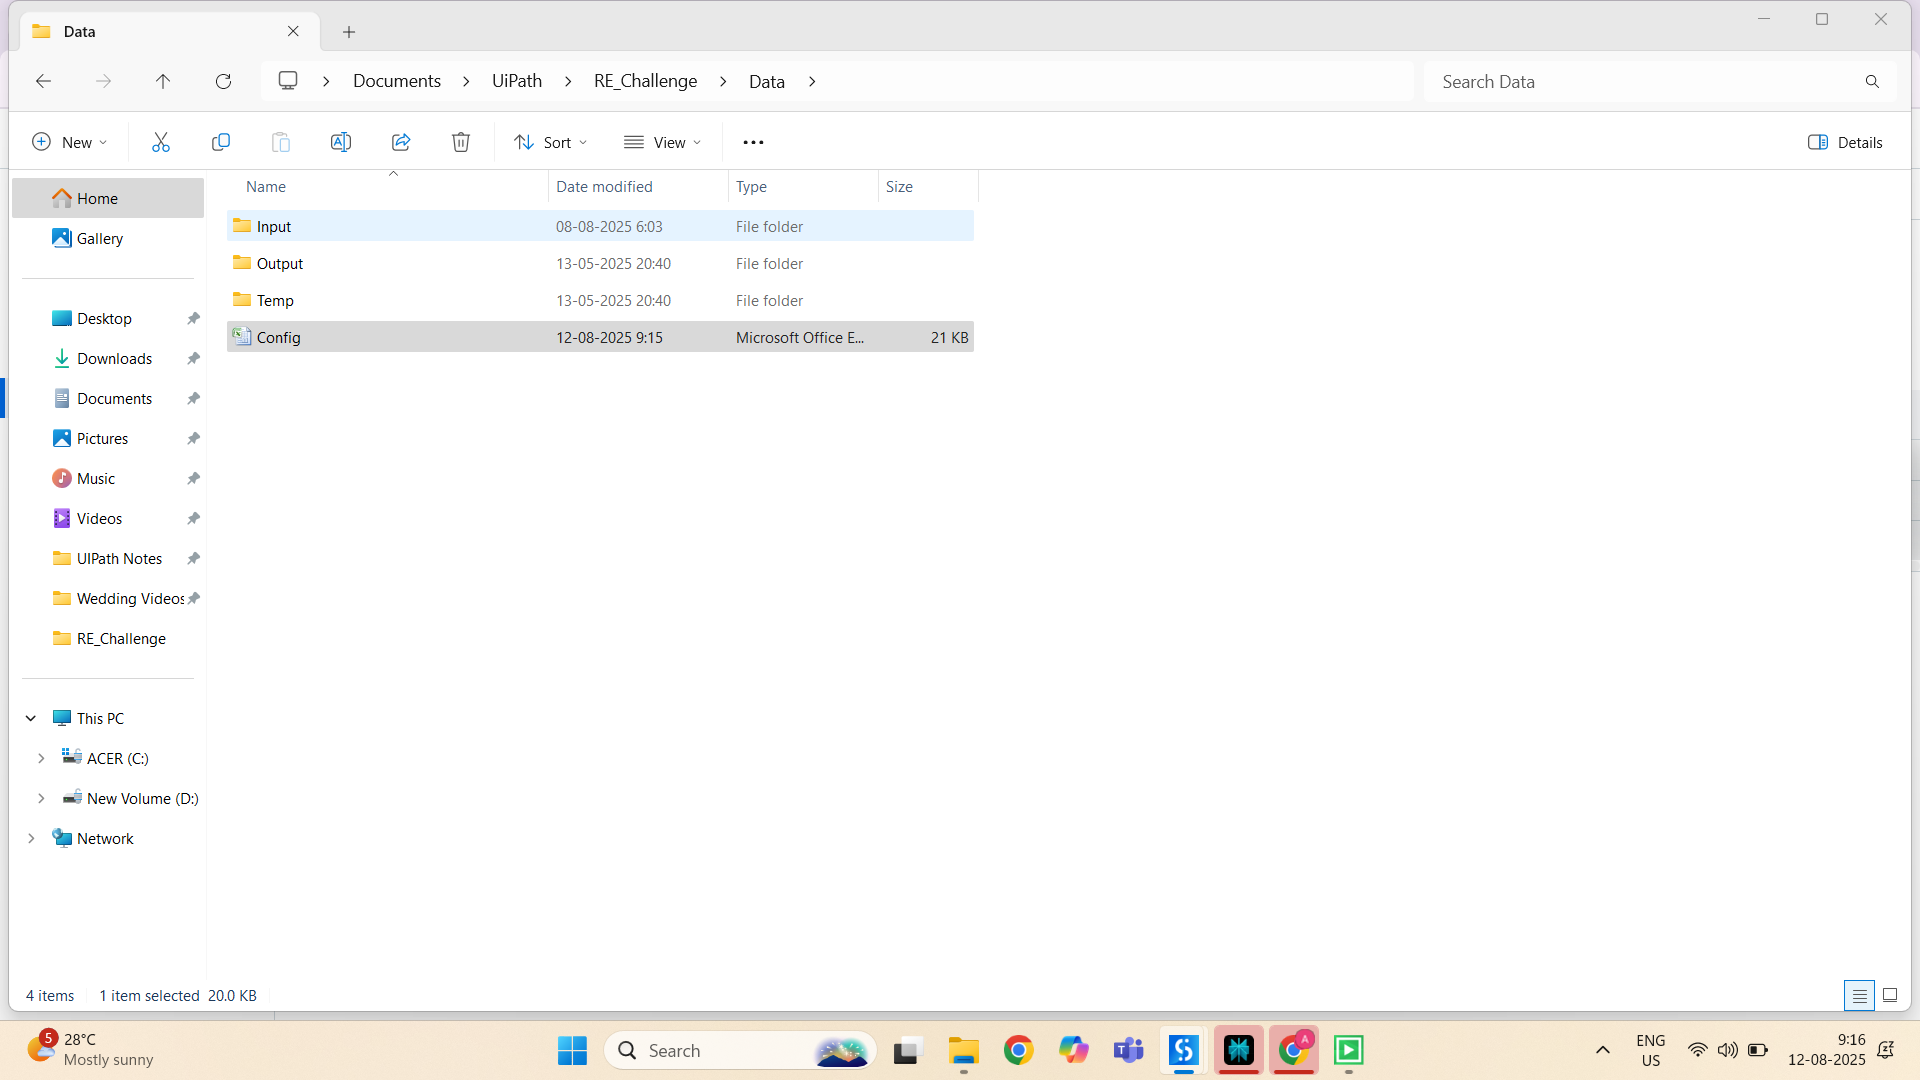 Data
Documents
UiPath
RE_Challenge
Data
Search Data
New
Sort
View
Details
Name
Date modified
Type
Size
Home
Gallery
Desktop
Downloads
Documents
Pictures
Music
Videos
UIPath Notes
Wedding Videos
RE_Challenge
This PC
ACER (C:)
New Volume (D:)
Network
Input 08-08-2025 6:03 File folder
Output 13-05-2025 20:40 File folder
Temp 13-05-2025 20:40 File folder
Config 12-08-2025 9:15 Microsoft Office E... 21 KB
4 items 1 item selected 20.0 KB
5
28°C
Mostly sunny
Search
A
ENG
US
9:16
12-08-2025